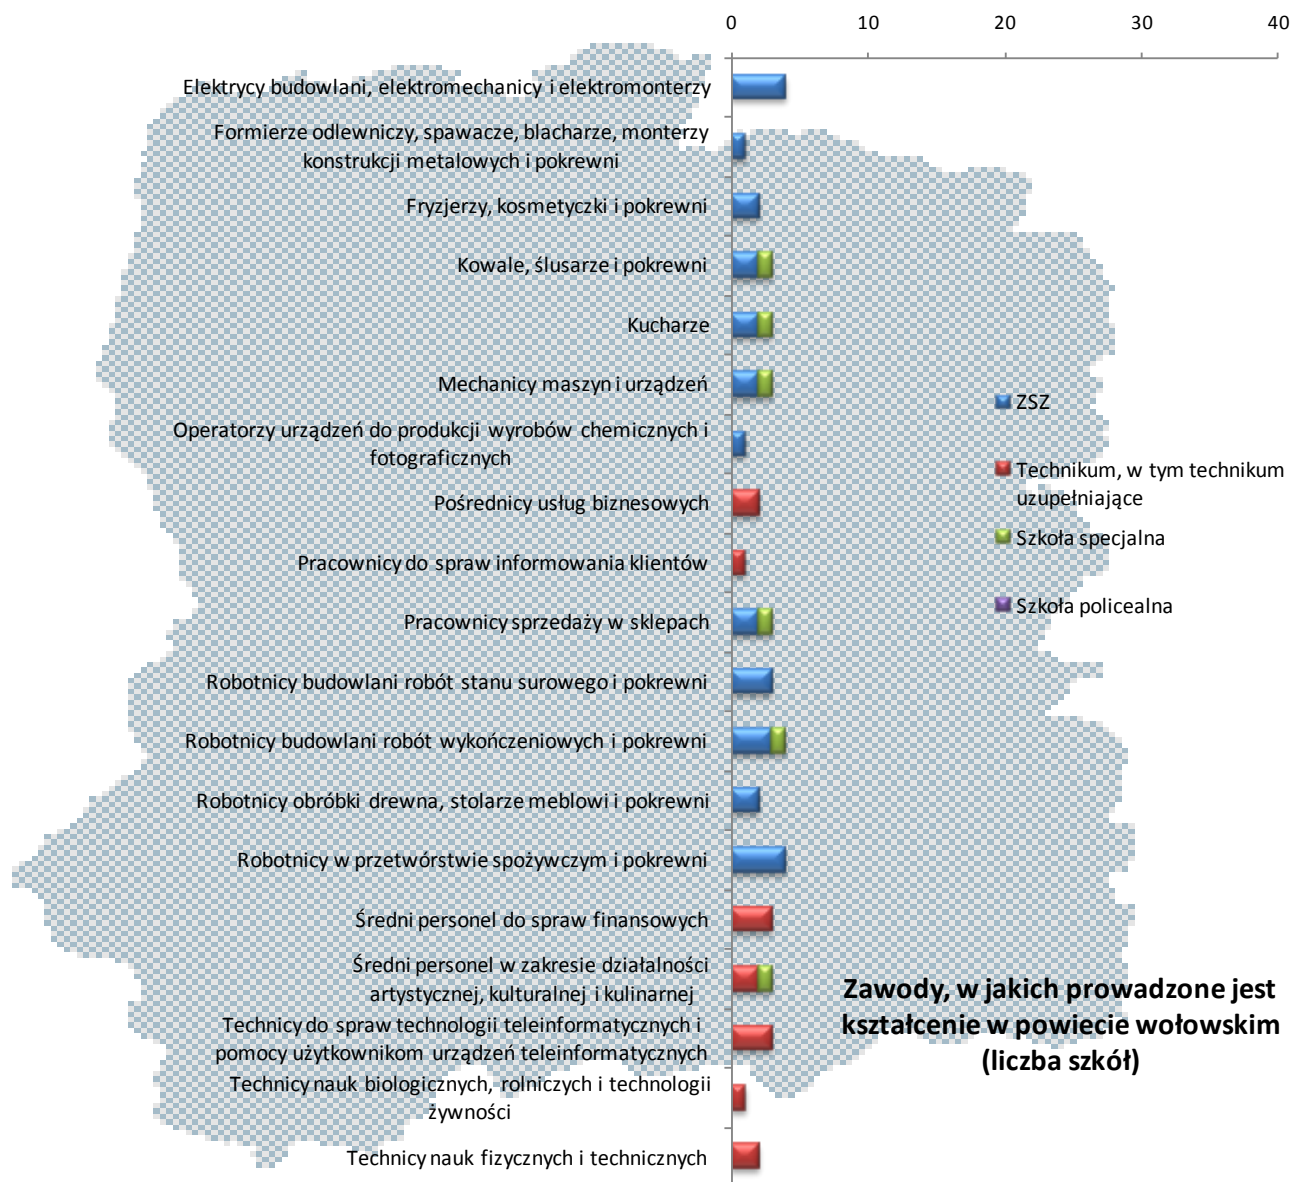 0 10 20 30 40
Elektrycy budowlani, elektromechanicy i elektromonterzy
Formierze odlewniczy, spawacze, blacharze, monterzy
konstrukcji metalowych i pokrewni
Fryzjerzy, kosmetyczki i pokrewni
Kowale, ślusarze i pokrewni
Kucharze
Mechanicy maszyn i urządzeń
Operatorzy urządzeń do produkcji wyrobów chemicznych i
fotograficznych
Pośrednicy usług biznesowych
Pracownicy do spraw informowania klientów
Pracownicy sprzedaży w sklepach
Robotnicy budowlani robót stanu surowego i pokrewni
Robotnicy budowlani robót wykończeniowych i pokrewni
Robotnicy obróbki drewna, stolarze meblowi i pokrewni
Robotnicy w przetwórstwie spożywczym i pokrewni
Średni personel do spraw finansowych
Średni personel w zakresie działalności
artystycznej, kulturalnej i kulinarnej
Technicy do spraw technologii teleinformatycznych i
pomocy użytkownikom urządzeń teleinformatycznych
Technicy nauk biologicznych, rolniczych i technologii
żywności
Technicy nauk fizycznych i technicznych
ZSZ
Technikum, w tym technikum
uzupełniające
Szkoła specjalna
Szkoła policealna
Zawody, w jakich prowadzone jest
kształcenie w powiecie wołowskim
(liczba szkół)